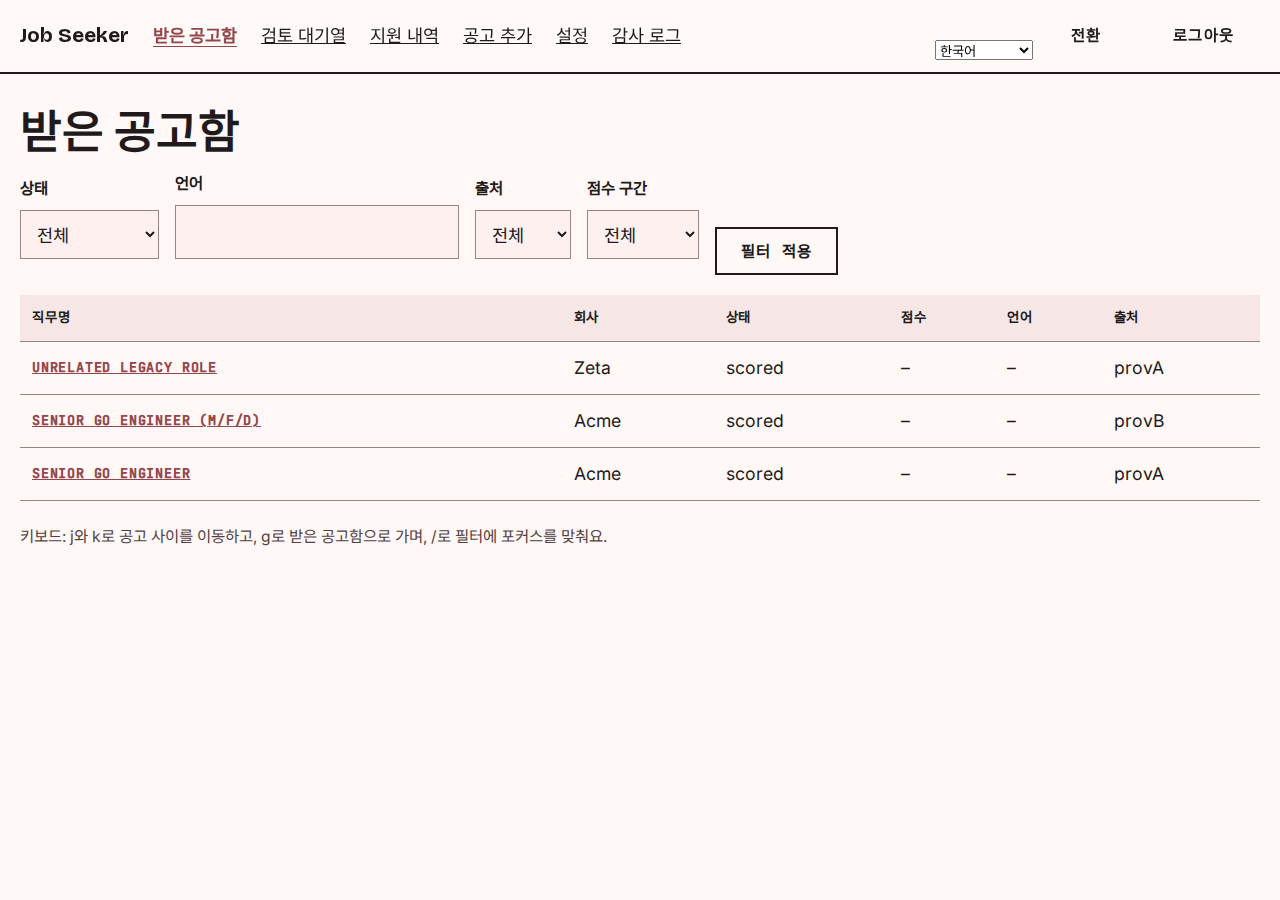 Job Seeker 받은 공고함 검토 대기열 지원 내역 공고 추가 설정 감사 로그 한국어 전환 로그아웃
받은 공고함
상태 언어 출처 점수 구간
전체 전체 전체 필터 적용
직무명 회사 상태 점수 언어 출처
UNRELATED LEGACY ROLE Zeta scored – – provA
SENIOR GO ENGINEER (M/F/D) Acme scored – – provB
SENIOR GO ENGINEER Acme scored – – provA
키보드: j와 k로 공고 사이를 이동하고, g로 받은 공고함으로 가며, /로 필터에 포커스를 맞춰요.